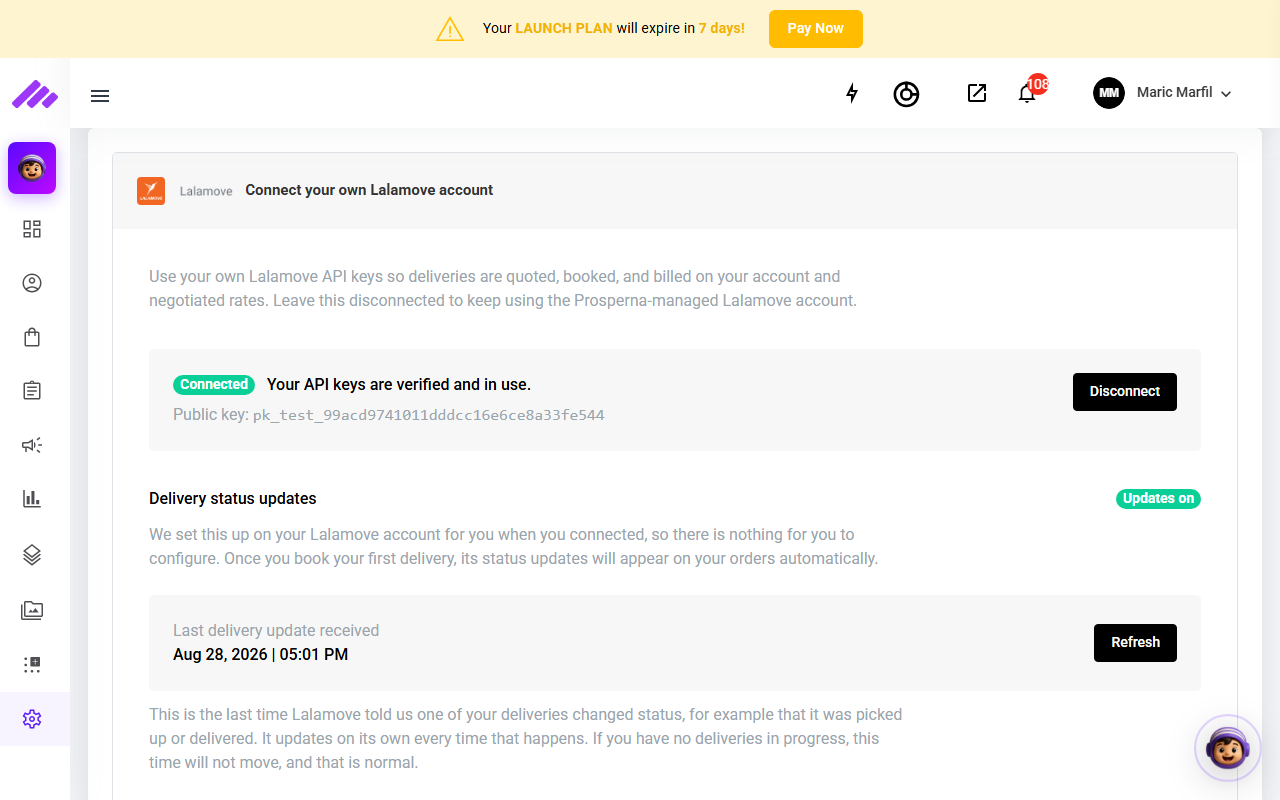 Your LAUNCH PLAN will expire in 7 days!
Pay Now
108
MM
Maric Marfil
LALAMOVE
Lalamove
Connect your own Lalamove account
Use your own Lalamove API keys so deliveries are quoted, booked, and billed on your account and
negotiated rates. Leave this disconnected to keep using the Prosperna-managed Lalamove account.
Connected
Your API keys are verified and in use.
Disconnect
Public key: pk_test_99acd9741011dddcc16e6ce8a33fe544
Delivery status updates
Updates on
We set this up on your Lalamove account for you when you connected, so there is nothing for you to
configure. Once you book your first delivery, its status updates will appear on your orders automatically.
Last delivery update received
Aug 28, 2026 | 05:01 PM
Refresh
This is the last time Lalamove told us one of your deliveries changed status, for example that it was picked
up or delivered. It updates on its own every time that happens. If you have no deliveries in progress, this
time will not move, and that is normal.